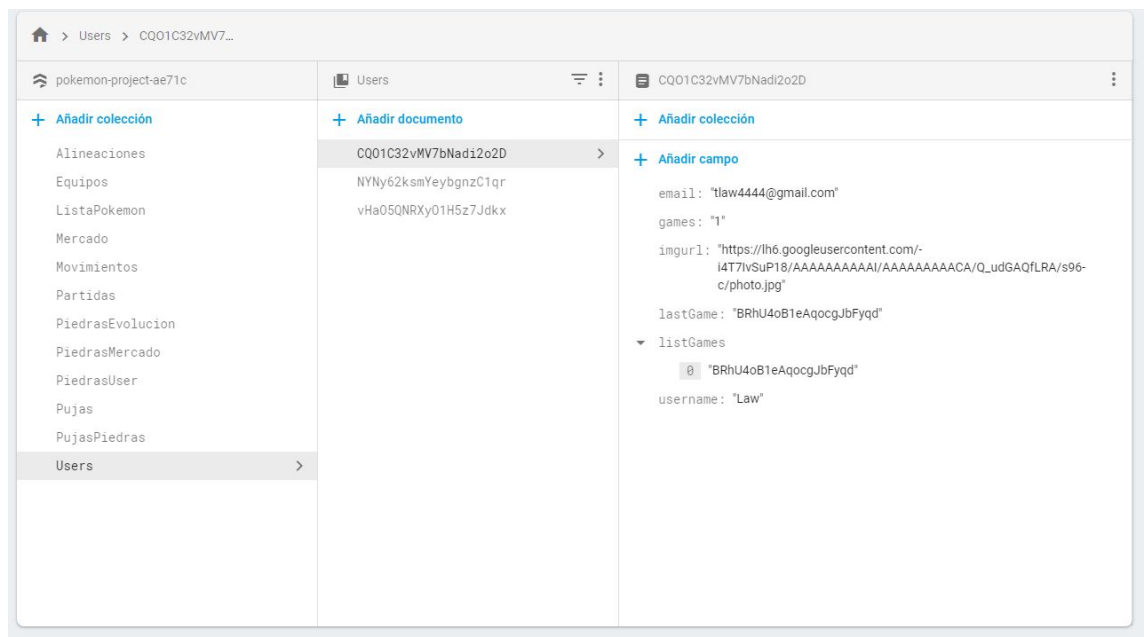 Users > CQO1C32vMV7…
pokemon-project-ae71c
Añadir colección
Alineaciones
Equipos
ListaPokemon
Mercado
Movimientos
Partidas
PiedrasEvolucion
PiedrasMercado
PiedrasUser
Pujas
PujasPiedras
Users
Users
Añadir documento
CQO1C32vMV7bNadi2o2D
NYNy62ksmYeybgnzC1qr
vHaO5QNRXyO1H5z7Jdkx
CQO1C32vMV7bNadi2o2D
Añadir colección
Añadir campo
email: "tlaw4444@gmail.com"
games: "1"
imgurl: "https://lh6.googleusercontent.com/-
i4T7IvSuP18/AAAAAAAAAAI/AAAAAAAAACA/Q_udGAQfLRA/s96-
c/photo.jpg"
lastGame: "BRhU4oB1eAqocgJbFyqd"
listGames
0 "BRhU4oB1eAqocgJbFyqd"
username: "Law"